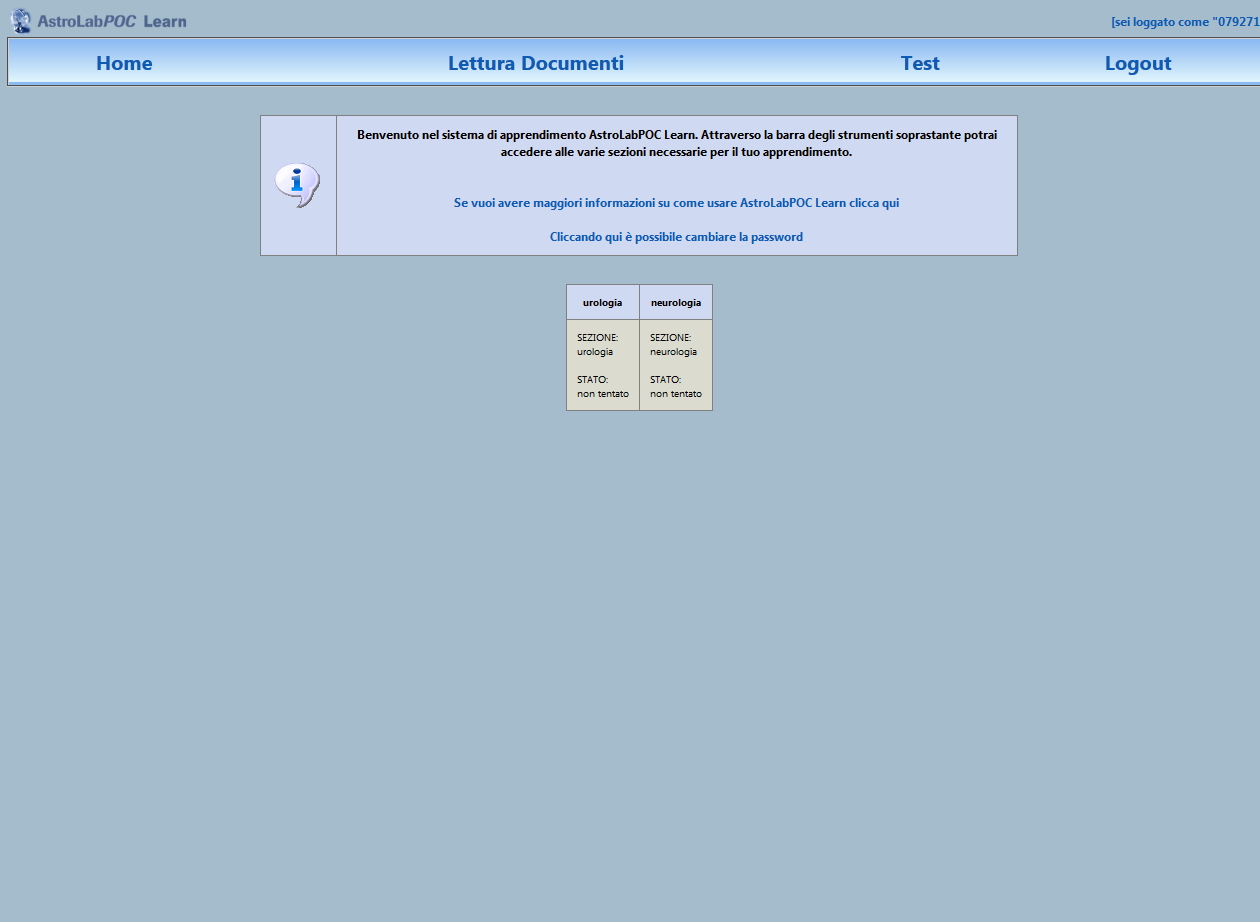 AstroLabPOC Learn
[sei loggato come "079271
Home
Lettura Documenti
Test
Logout
Benvenuto nel sistema di apprendimento AstroLabPOC Learn. Attraverso la barra degli strumenti soprastante potrai
accedere alle varie sezioni necessarie per il tuo apprendimento.
Se vuoi avere maggiori informazioni su come usare AstroLabPOC Learn clicca qui
Cliccando qui è possibile cambiare la password
urologia
neurologia
SEZIONE:
urologia
STATO:
non tentato
SEZIONE:
neurologia
STATO:
non tentato